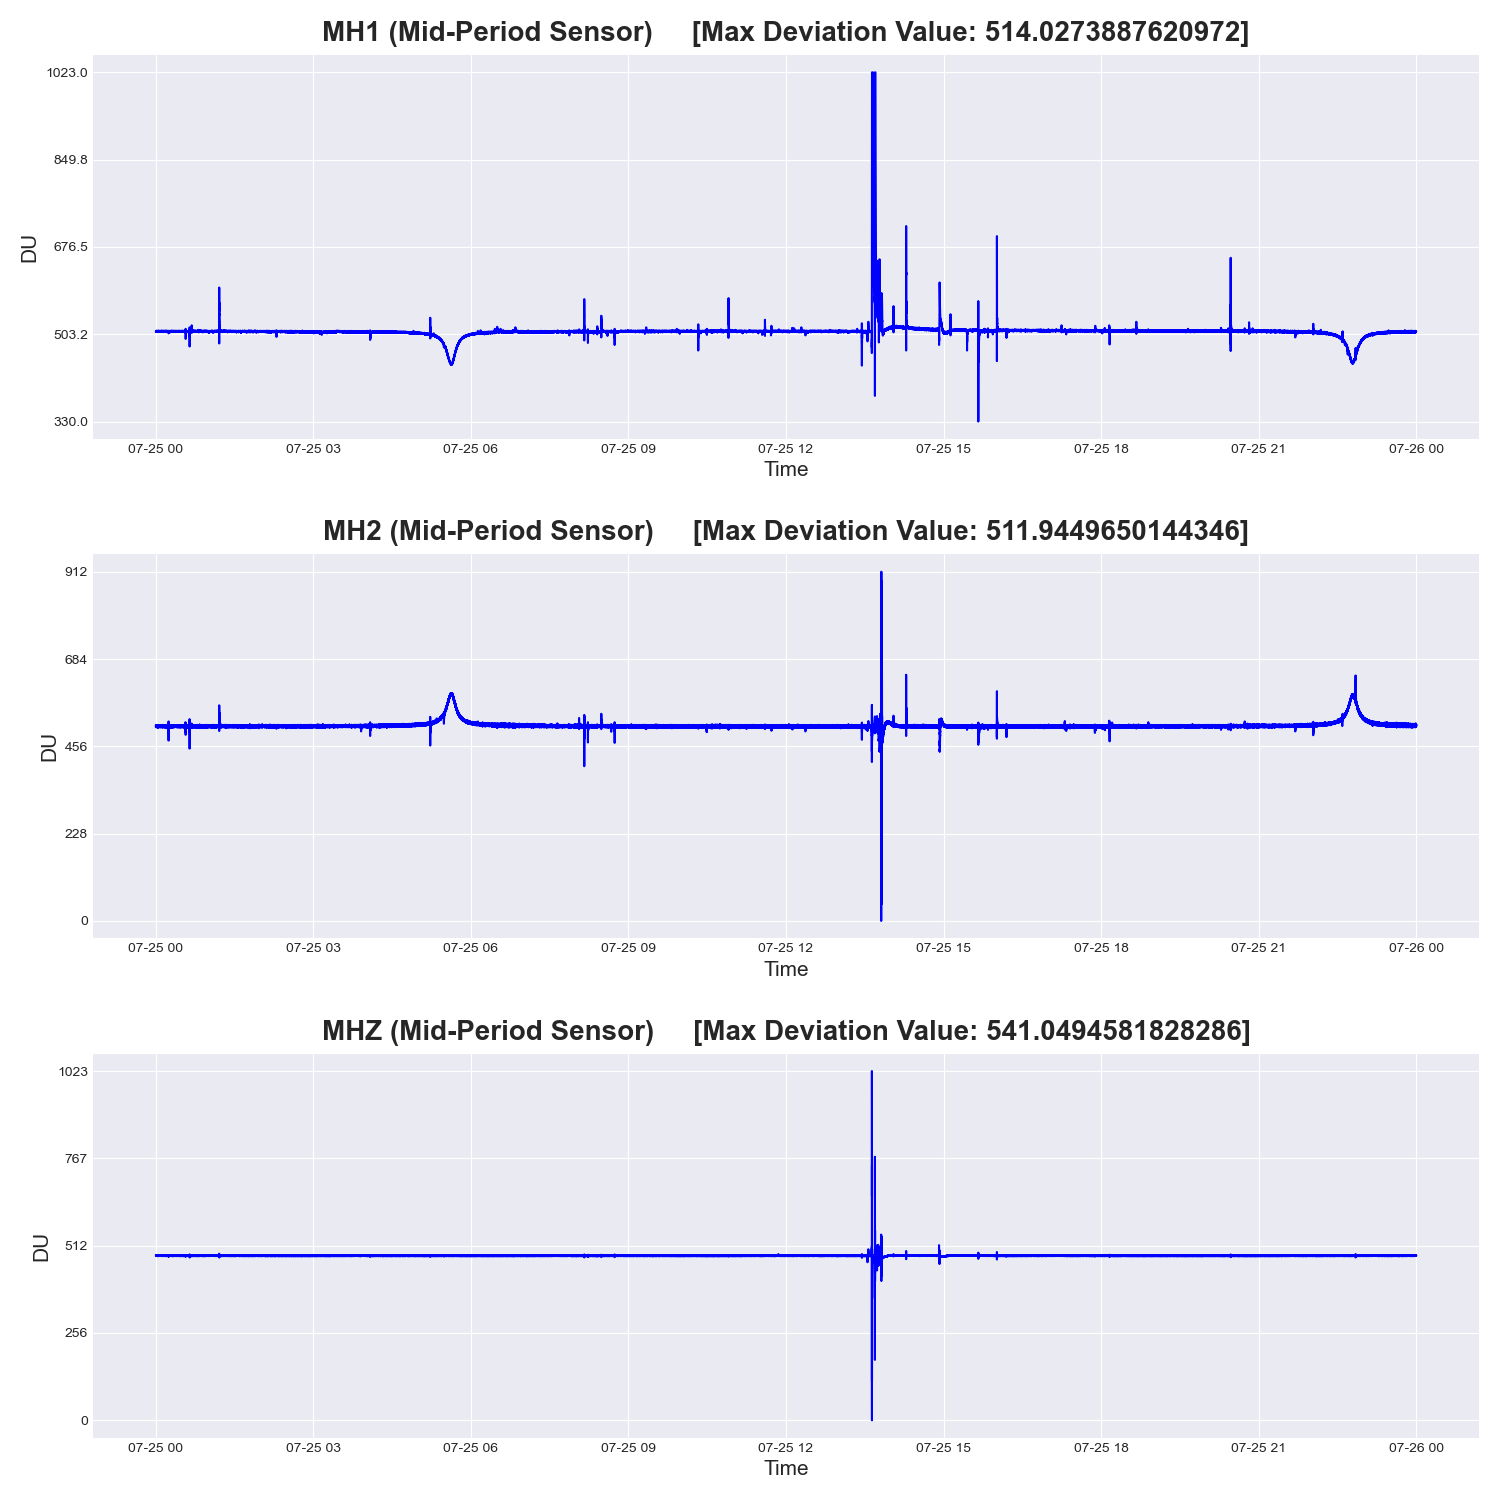 MH1 (Mid-Period Sensor) [Max Deviation Value: 514.0273887620972]
1023.0
849.8
676.5
503.2
330.0
DU
07-25 00 07-25 03 07-25 06 07-25 09 07-25 12 07-25 15 07-25 18 07-25 21 07-26 00
Time
MH2 (Mid-Period Sensor) [Max Deviation Value: 511.9449650144346]
912
684
456
228
0
DU
07-25 00 07-25 03 07-25 06 07-25 09 07-25 12 07-25 15 07-25 18 07-25 21 07-26 00
Time
MHZ (Mid-Period Sensor) [Max Deviation Value: 541.0494581828286]
1023
767
512
256
0
DU
07-25 00 07-25 03 07-25 06 07-25 09 07-25 12 07-25 15 07-25 18 07-25 21 07-26 00
Time